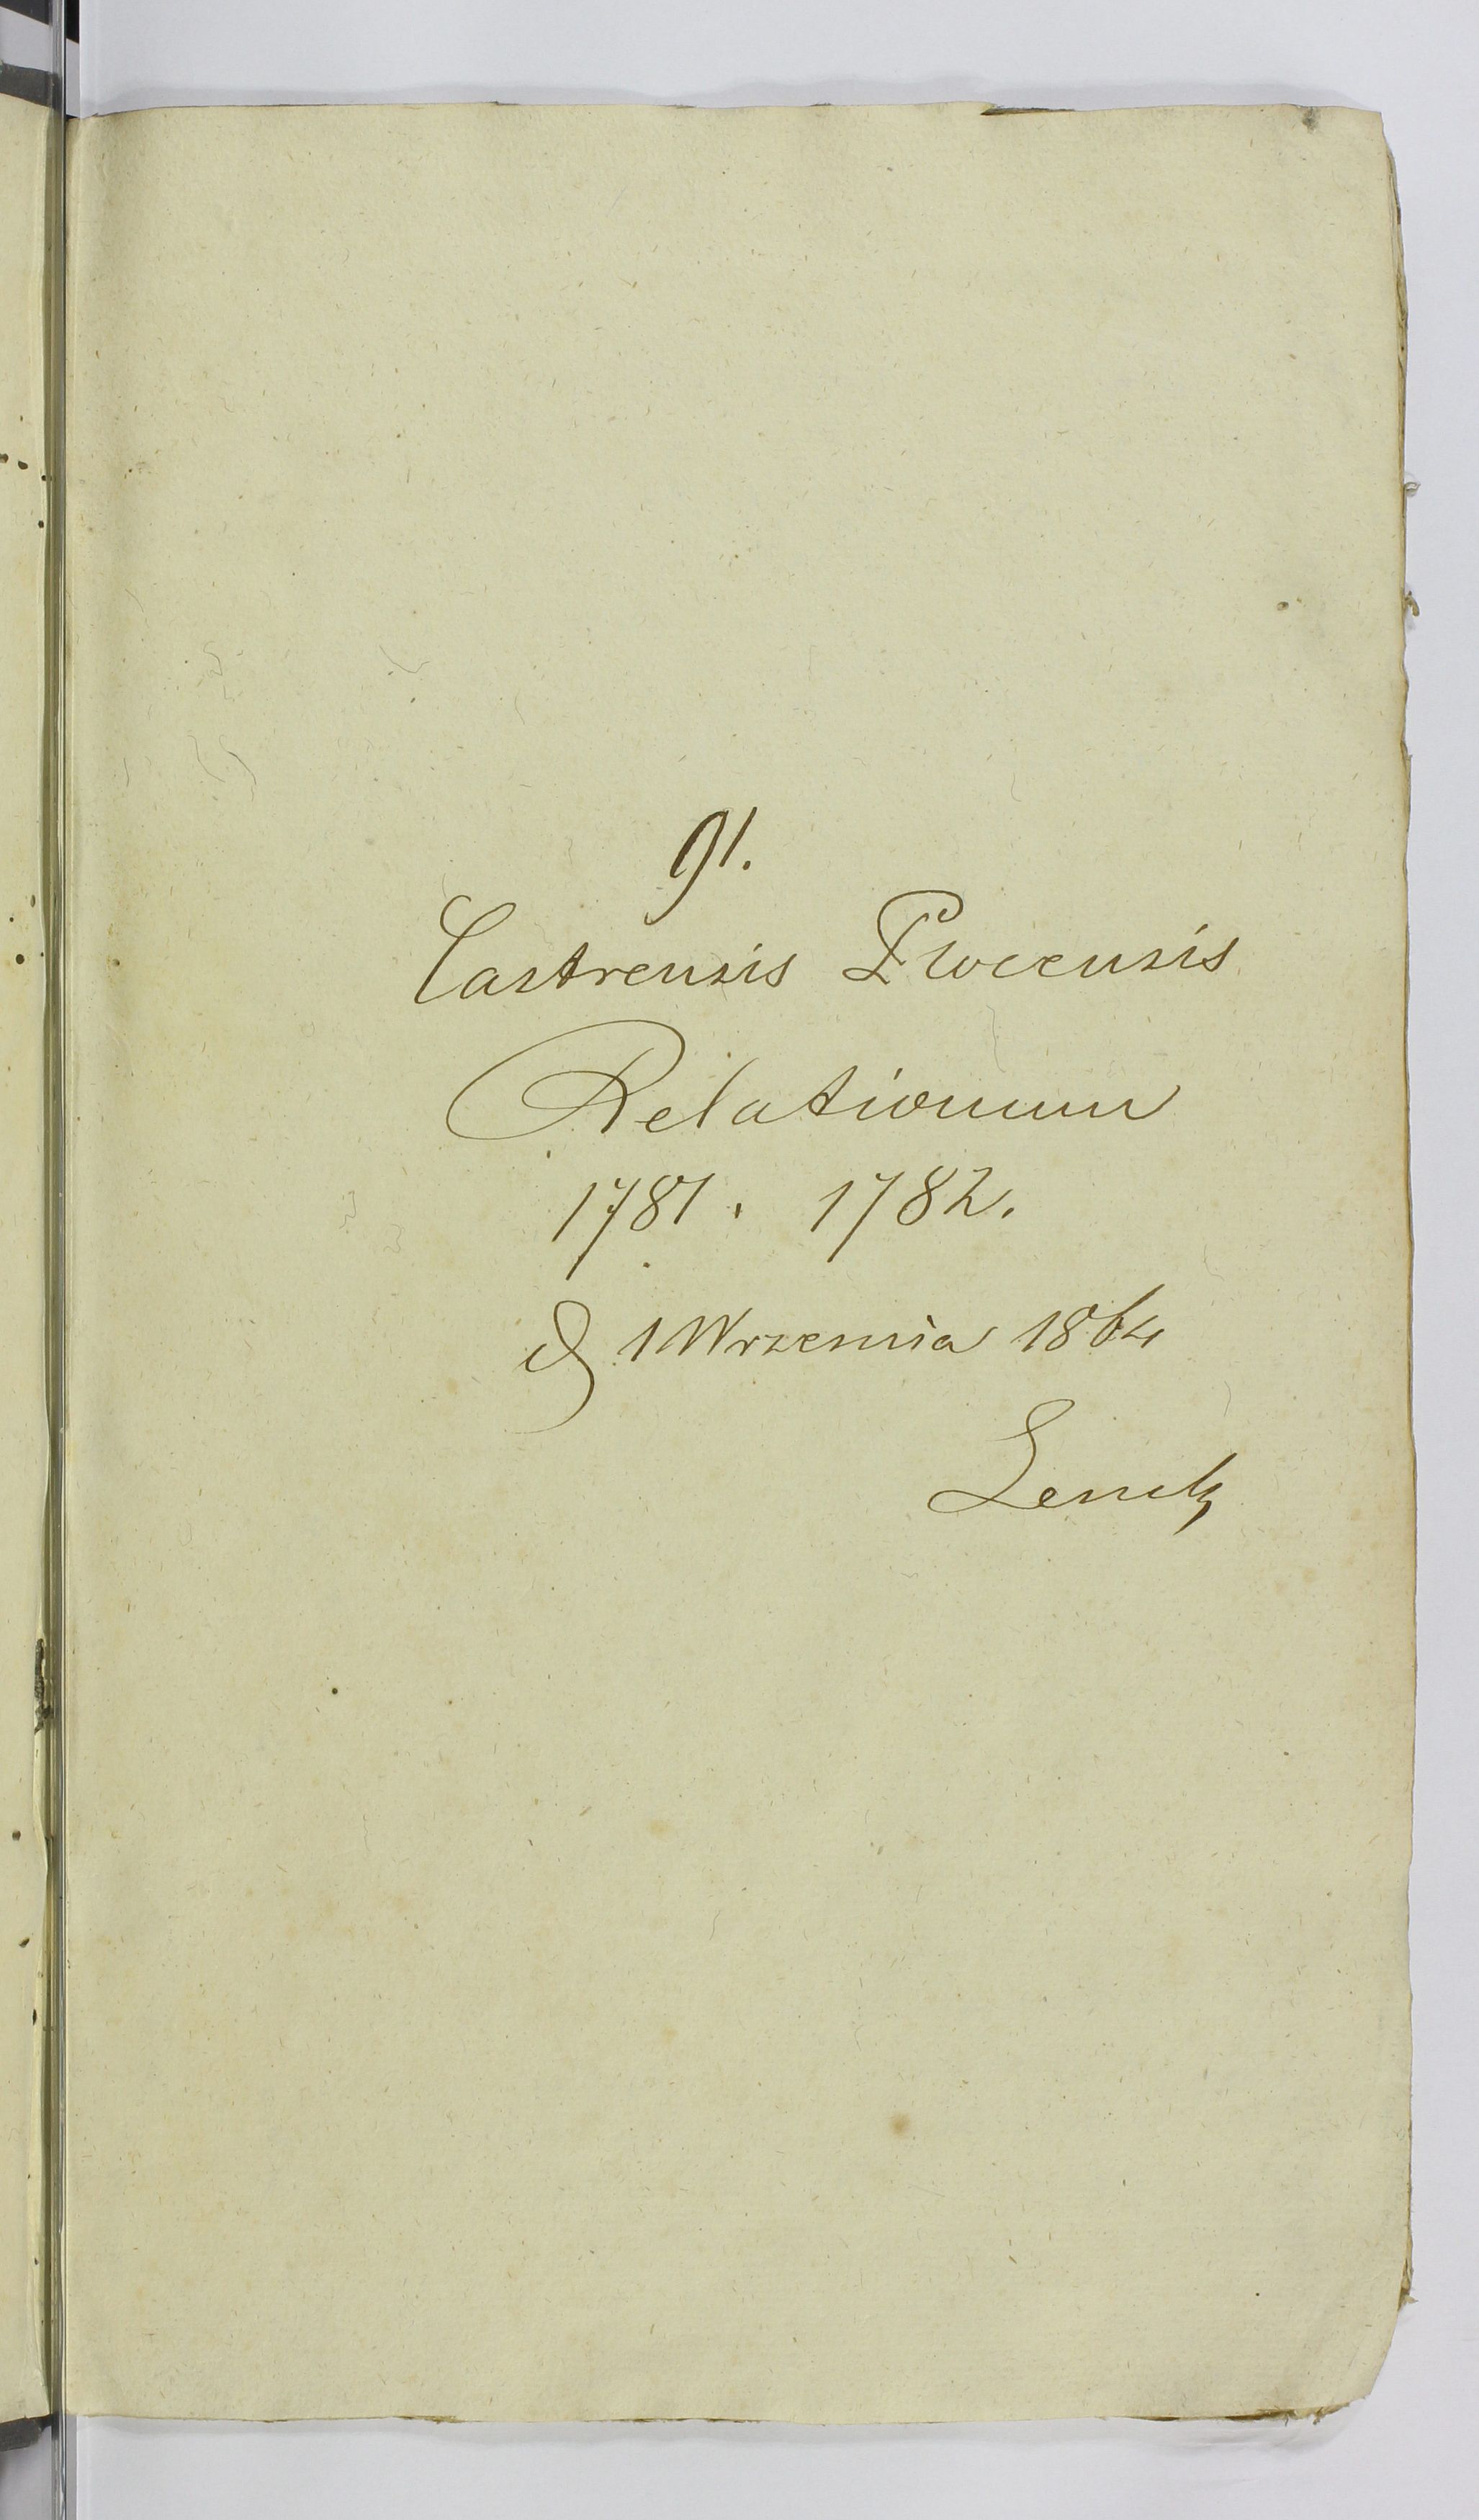 91.
Castrensis Plocensis
Relationum
1781. 1782.
d 1 Wrzesnia 1864